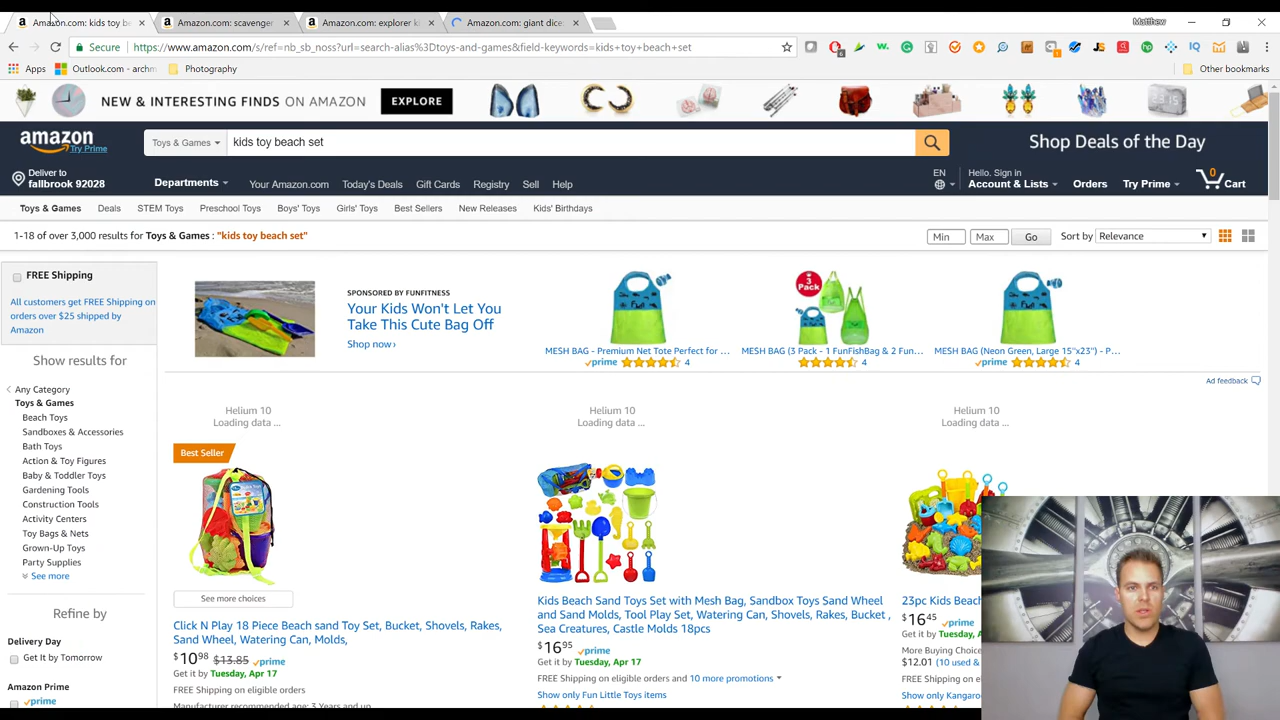 Amazon.com: kids toy be
Amazon.com: scavenger
Amazon.com: explorer ki
Amazon.com: giant dice
Matthew
Secure
https://www.amazon.com/s/ref=nb_sb_noss?url=search-alias%3Dtoys-and-games&field-keywords=kids+toy+beach+set
Apps
Outlook.com - archm
Photography
Other bookmarks
NEW & INTERESTING FINDS ON AMAZON
EXPLORE
amazon
Try Prime
Toys & Games
kids toy beach set
Shop Deals of the Day
Deliver to
fallbrook 92028
Departments
Your Amazon.com
Today's Deals
Gift Cards
Registry
Sell
Help
EN
Hello. Sign in
Account & Lists
Orders
Try Prime
0
Cart
Toys & Games
Deals
STEM Toys
Preschool Toys
Boys' Toys
Girls' Toys
Best Sellers
New Releases
Kids' Birthdays
1-18 of over 3,000 results for Toys & Games : "kids toy beach set"
Min
Max
Go
Sort by
Relevance
FREE Shipping
All customers get FREE Shipping on
orders over $25 shipped by
Amazon
Show results for
Any Category
Toys & Games
Beach Toys
Sandboxes & Accessories
Bath Toys
Action & Toy Figures
Baby & Toddler Toys
Gardening Tools
Construction Tools
Activity Centers
Toy Bags & Nets
Grown-Up Toys
Party Supplies
See more
Refine by
Delivery Day
Get It by Tomorrow
Amazon Prime
prime
SPONSORED BY FUNFITNESS
Your Kids Won't Let You
Take This Cute Bag Off
Shop now ›
MESH BAG - Premium Net Tote Perfect for ...
prime 4
3 Pack
MESH BAG (3 Pack - 1 FunFishBag & 2 Fun...
4
MESH BAG (Neon Green, Large 15"x23") - P...
prime 4
Ad feedback
Helium 10
Loading data ...
Helium 10
Loading data ...
Helium 10
Loading data ...
Best Seller
See more choices
Click N Play 18 Piece Beach sand Toy Set, Bucket, Shovels, Rakes,
Sand Wheel, Watering Can, Molds,
$10 98 $13.85 prime
Get it by Tuesday, Apr 17
FREE Shipping on eligible orders
Manufacturer recommended age: 3 Years and up
Kids Beach Sand Toys Set with Mesh Bag, Sandbox Toys Sand Wheel
and Sand Molds, Tool Play Set, Watering Can, Shovels, Rakes, Bucket ,
Sea Creatures, Castle Molds 18pcs
$16 95 prime
Get it by Tuesday, Apr 17
FREE Shipping on eligible orders and 10 more promotions
Show only Fun Little Toys items
23pc Kids Beach
$16 45 prime
Get it by Tuesday, A
More Buying Choice
$12.01 (10 used &
FREE Shipping on e
Show only Kangaro